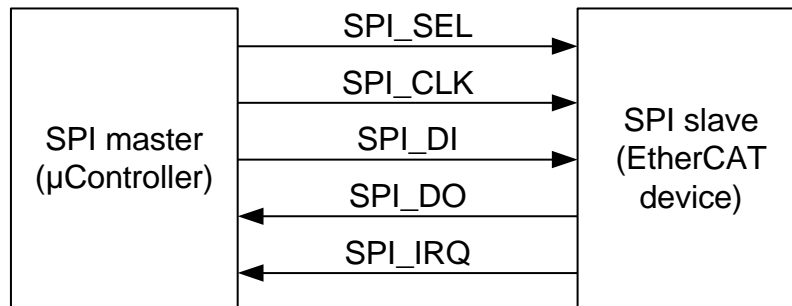 SPI master
(µController)
SPI_SEL
SPI_CLK
SPI_DI
SPI_DO
SPI_IRQ
SPI slave
(EtherCAT
device)